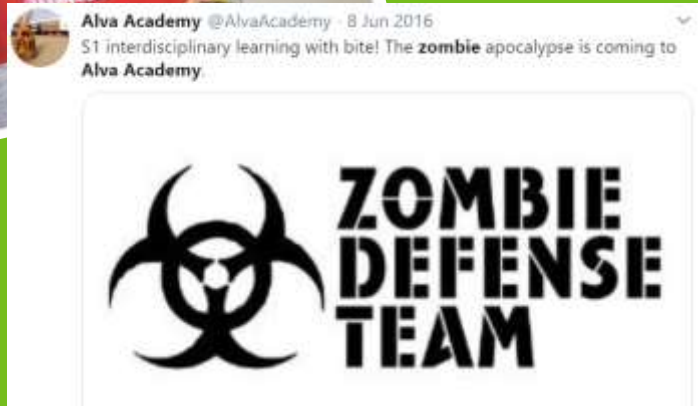 Alva Academy @AlvaAcademy · 8 Jun 2016
S1 interdisciplinary learning with bite! The zombie apocalypse is coming to
Alva Academy.
ZOMBIE
DEFENSE
TEAM